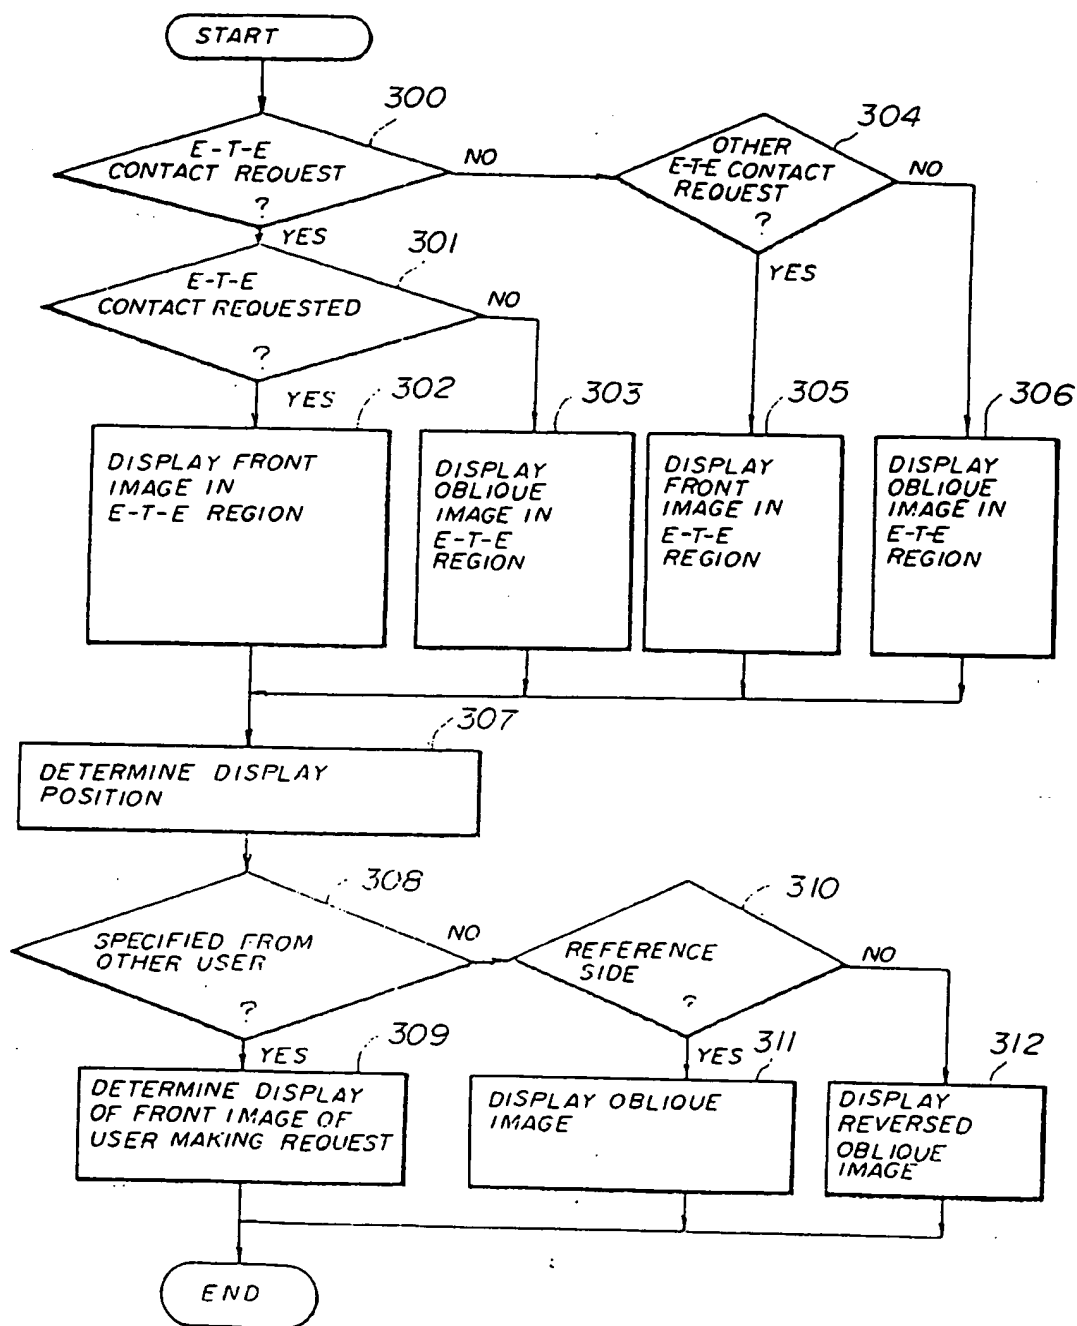 START
300
E-T-E
CONTACT REQUEST
?
NO
YES
304
OTHER
E-T-E CONTACT
REQUEST
?
NO
YES
301
E-T-E
CONTACT REQUESTED
?
NO
YES
302
DISPLAY FRONT
IMAGE IN
E-T-E REGION
303
DISPLAY
OBLIQUE
IMAGE IN
E-T-E
REGION
305
DISPLAY
FRONT
IMAGE IN
E-T-E
REGION
306
DISPLAY
OBLIQUE
IMAGE IN
E-T-E
REGION
307
DETERMINE DISPLAY
POSITION
308
SPECIFIED FROM
OTHER USER
?
NO
YES
310
REFERENCE
SIDE
?
NO
YES
309
DETERMINE DISPLAY
OF FRONT IMAGE OF
USER MAKING REQUEST
311
DISPLAY OBLIQUE
IMAGE
312
DISPLAY
REVERSED
OBLIQUE
IMAGE
END